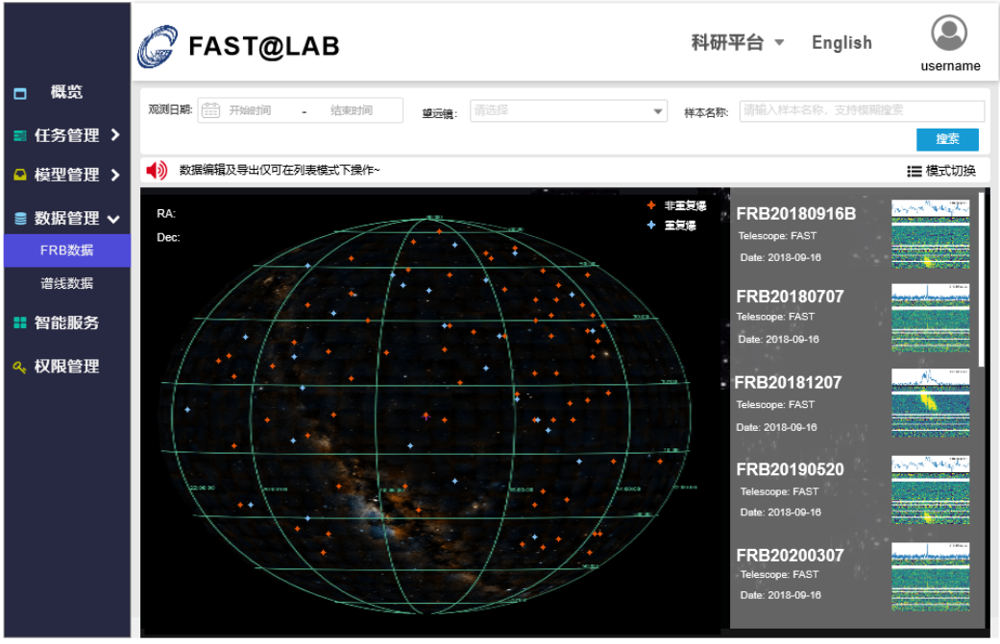 FAST@LAB
科研平台
English
username
概览
任务管理
模型管理
数据管理
FRB数据
谱线数据
智能服务
权限管理
观测日期:
开始时间
-
结束时间
望远镜:
请选择
样本名称:
请输入样本名称，支持模糊搜索
搜索
数据编辑及导出仅可在列表模式下操作~
模式切换
RA:
Dec:
非重复爆
重复爆
FRB20180916B
Telescope: FAST
Date: 2018-09-16
FRB20180707
Telescope: FAST
Date: 2018-09-16
FRB20181207
Telescope: FAST
Date: 2018-09-16
FRB20190520
Telescope: FAST
Date: 2018-09-16
FRB20200307
Telescope: FAST
Date: 2018-09-16